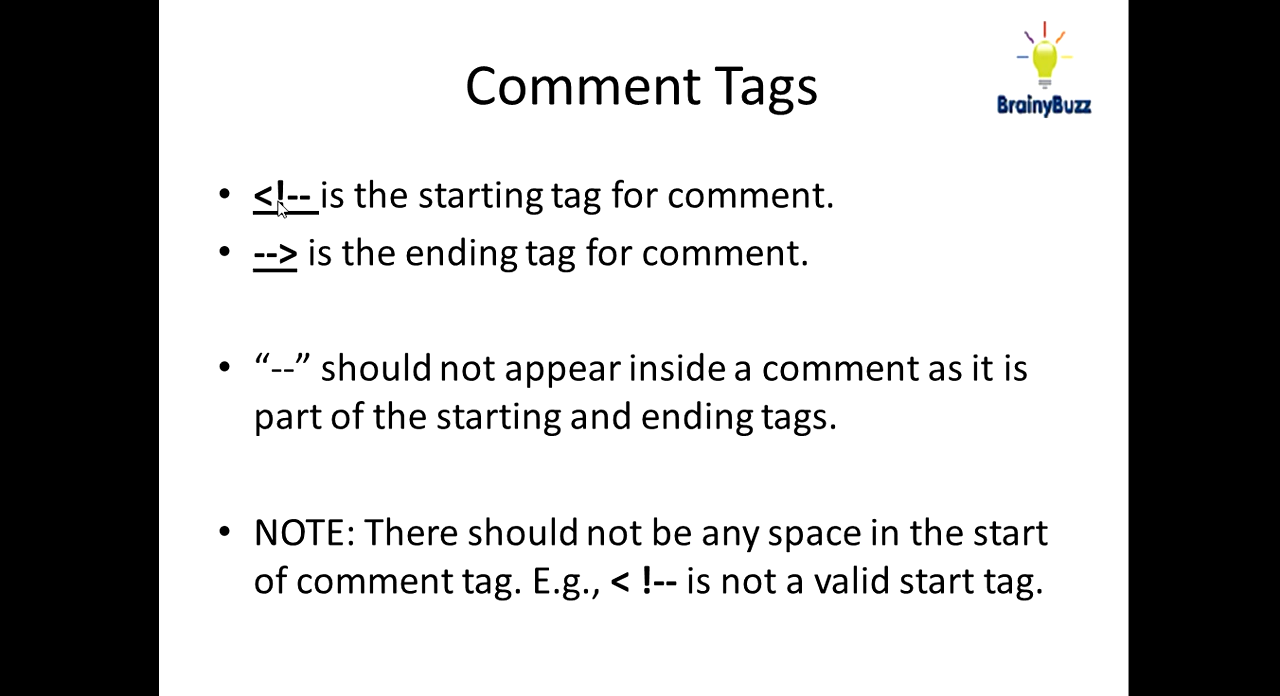 Comment Tags
BrainyBuzz
• <!-- is the starting tag for comment.
• --> is the ending tag for comment.
• “--” should not appear inside a comment as it is
part of the starting and ending tags.
• NOTE: There should not be any space in the start
of comment tag. E.g., < !-- is not a valid start tag.